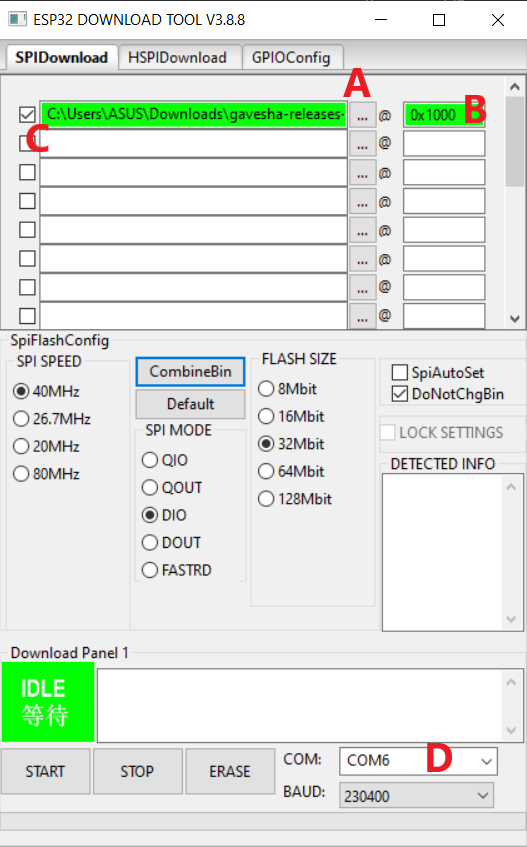 ESP32 DOWNLOAD TOOL V3.8.8
SPIDownload HSPIDownload GPIOConfig
A
C:\Users\ASUS\Downloads\gavesha-releases- ... @ 0x1000 B
C
... @
... @
... @
... @
... @
... @
... @
SpiFlashConfig
SPI SPEED
40MHz
26.7MHz
20MHz
80MHz
CombineBin
Default
SPI MODE
QIO
QOUT
DIO
DOUT
FASTRD
FLASH SIZE
8Mbit
16Mbit
32Mbit
64Mbit
128Mbit
SpiAutoSet
DoNotChgBin
LOCK SETTINGS
DETECTED INFO
Download Panel 1
IDLE
等待
START STOP ERASE
COM: COM6 D
BAUD: 230400